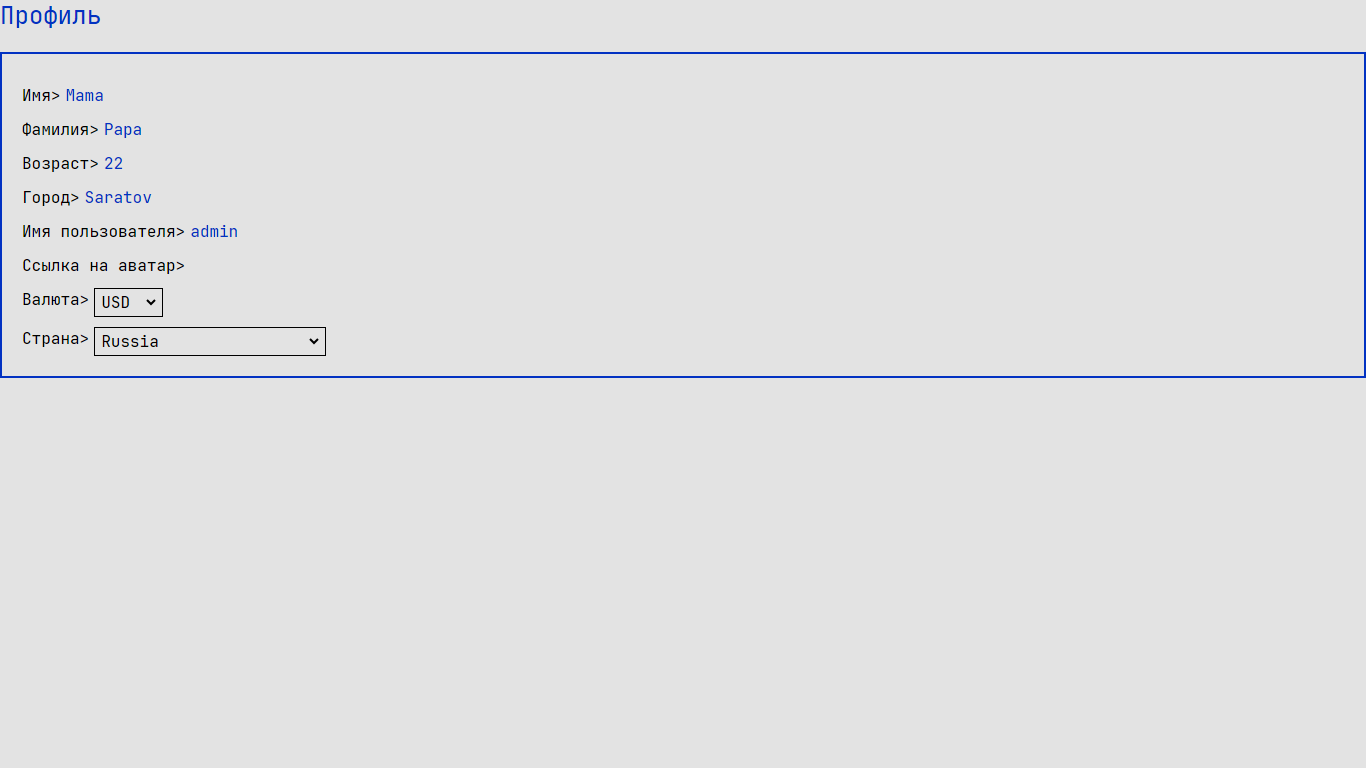 Профиль
Имя> Mama
Фамилия> Papa
Возраст> 22
Город> Saratov
Имя пользователя> admin
Ссылка на аватар>
Валюта> USD
Страна> Russia